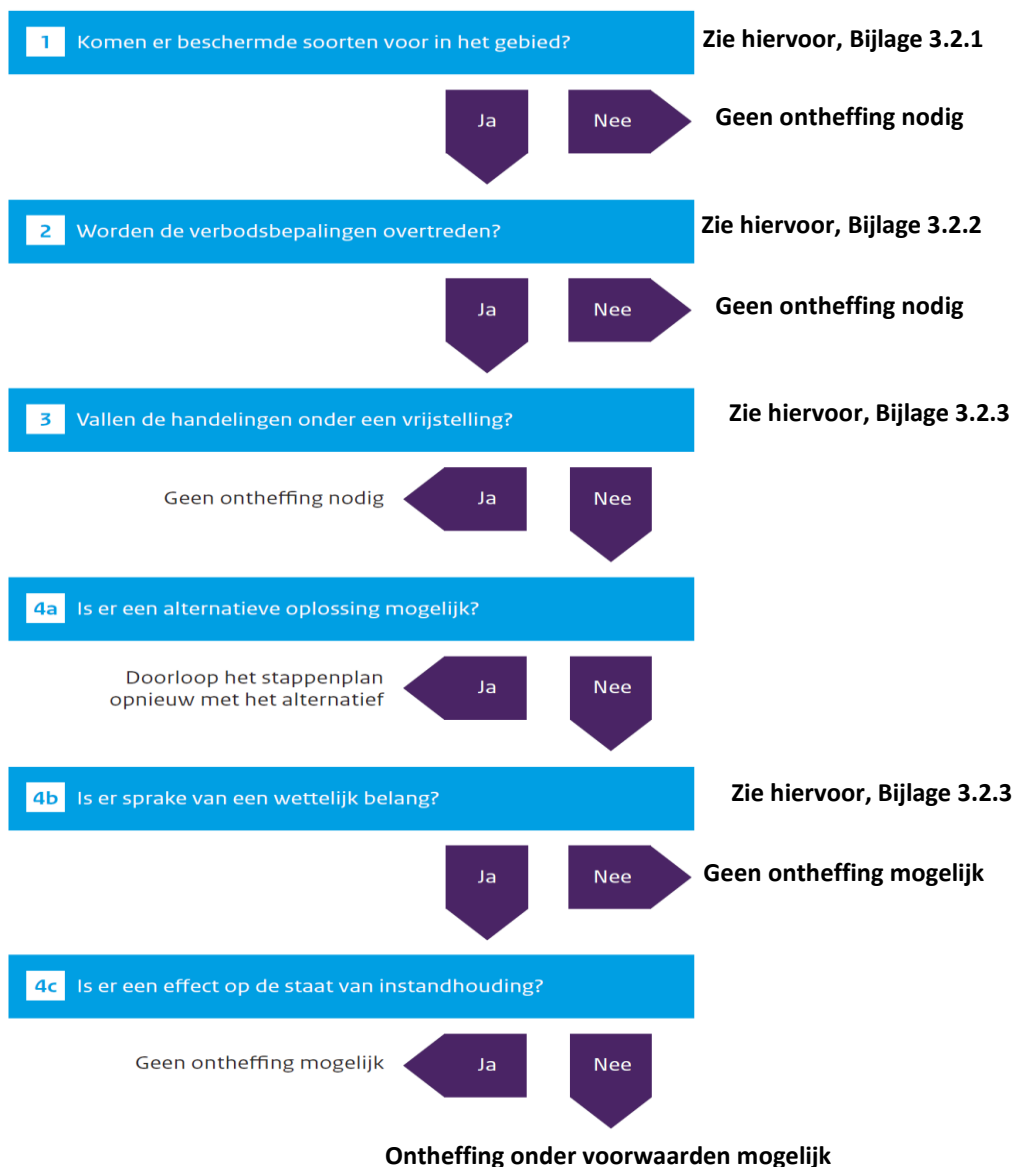 1 Komen er beschermde soorten voor in het gebied? Zie hiervoor, Bijlage 3.2.1
Ja Nee Geen ontheffing nodig
2 Worden de verbodsbepalingen overtreden? Zie hiervoor, Bijlage 3.2.2
Ja Nee Geen ontheffing nodig
3 Vallen de handelingen onder een vrijstelling? Zie hiervoor, Bijlage 3.2.3
Geen ontheffing nodig Ja Nee
4a Is er een alternatieve oplossing mogelijk?
Doorloop het stappenplan
opnieuw met het alternatief Ja Nee
4b Is er sprake van een wettelijk belang? Zie hiervoor, Bijlage 3.2.3
Ja Nee Geen ontheffing mogelijk
4c Is er een effect op de staat van instandhouding?
Geen ontheffing mogelijk Ja Nee
Ontheffing onder voorwaarden mogelijk